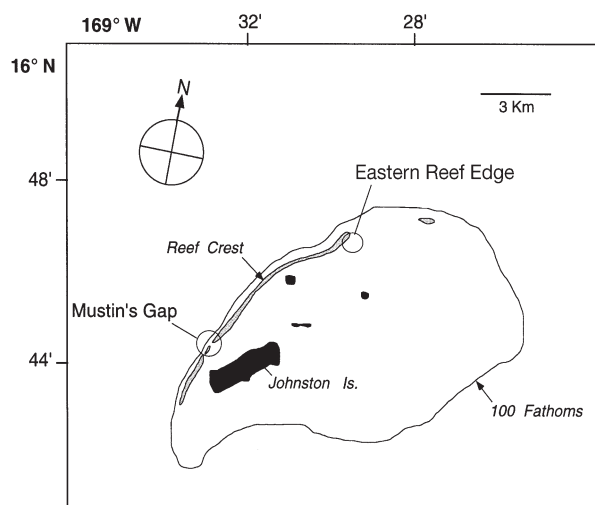 169° W
32'
28'
16° N
N
3 Km
48'
Eastern Reef Edge
Reef Crest
Mustin's Gap
44'
Johnston Is.
100 Fathoms